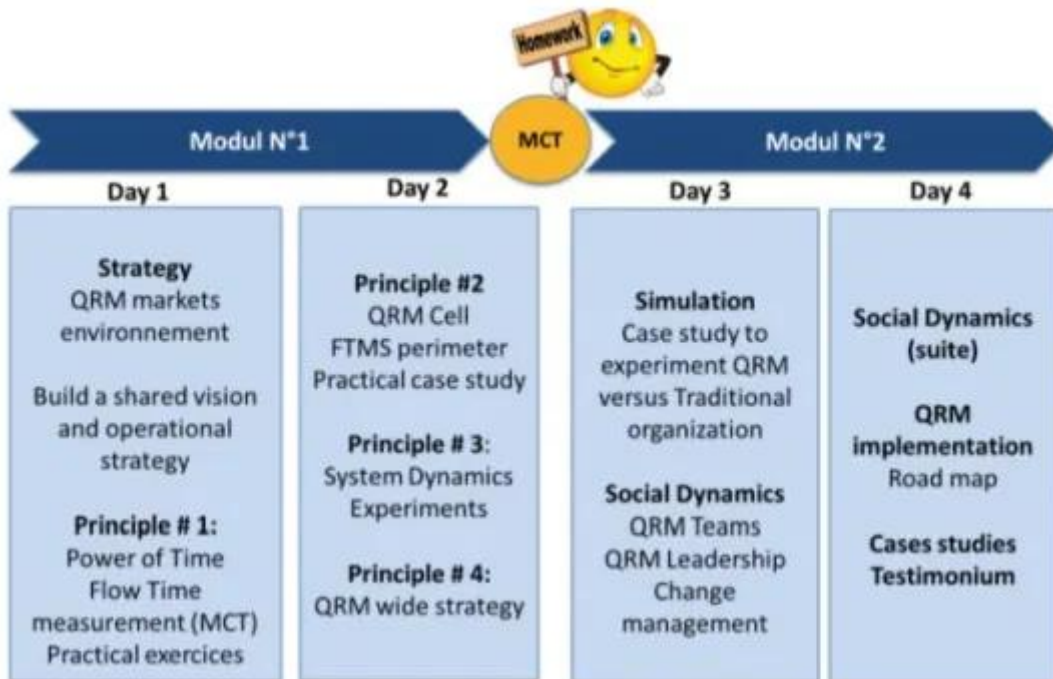 Homework
Modul N°1
MCT
Modul N°2
Day 1
Day 2
Day 3
Day 4
Strategy
QRM markets
environnement
Build a shared vision
and operational
strategy
Principle # 1:
Power of Time
Flow Time
measurement (MCT)
Practical exercices
Principle #2
QRM Cell
FTMS perimeter
Practical case study
Principle # 3:
System Dynamics
Experiments
Principle # 4:
QRM wide strategy
Simulation
Case study to
experiment QRM
versus Traditional
organization
Social Dynamics
QRM Teams
QRM Leadership
Change
management
Social Dynamics
(suite)
QRM
implementation
Road map
Cases studies
Testimonium